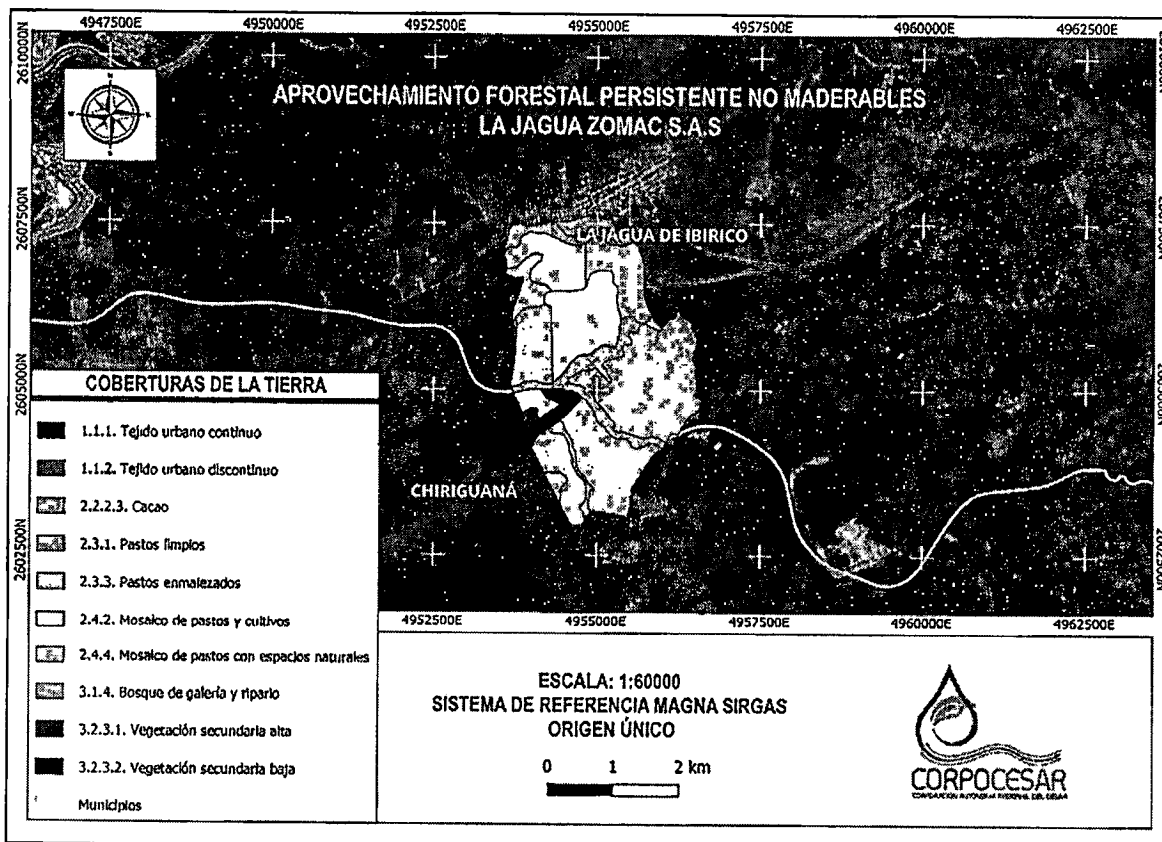 4947500E 4950000E 4952500E 4955000E 4957500E 4960000E 4962500E
2610000N
APROVECHAMIENTO FORESTAL PERSISTENTE NO MADERABLES
LA JAGUA ZOMAC S.A.S
2607500N
LA JAGUA DE IBIRICO
2605000N
COBERTURAS DE LA TIERRA
1.1.1. Tejido urbano continuo
1.1.2. Tejido urbano discontinuo
2.2.2.3. Cacao
2.3.1. Pastos limpios
2.3.3. Pastos enmalezados
2.4.2. Mosaico de pastos y cultivos
2.4.4. Mosaico de pastos con espacios naturales
3.1.4. Bosque de galería y ripario
3.2.3.1. Vegetación secundaria alta
3.2.3.2. Vegetación secundaria baja
Municipios
CHIRIGUANÁ
2602500N
4952500E 4955000E 4957500E 4960000E 4962500E
ESCALA: 1:60000
SISTEMA DE REFERENCIA MAGNA SIRGAS
ORIGEN ÚNICO
0 1 2 km
CORPOCESAR
CORPORACIÓN AUTÓNOMA REGIONAL DEL CESAR